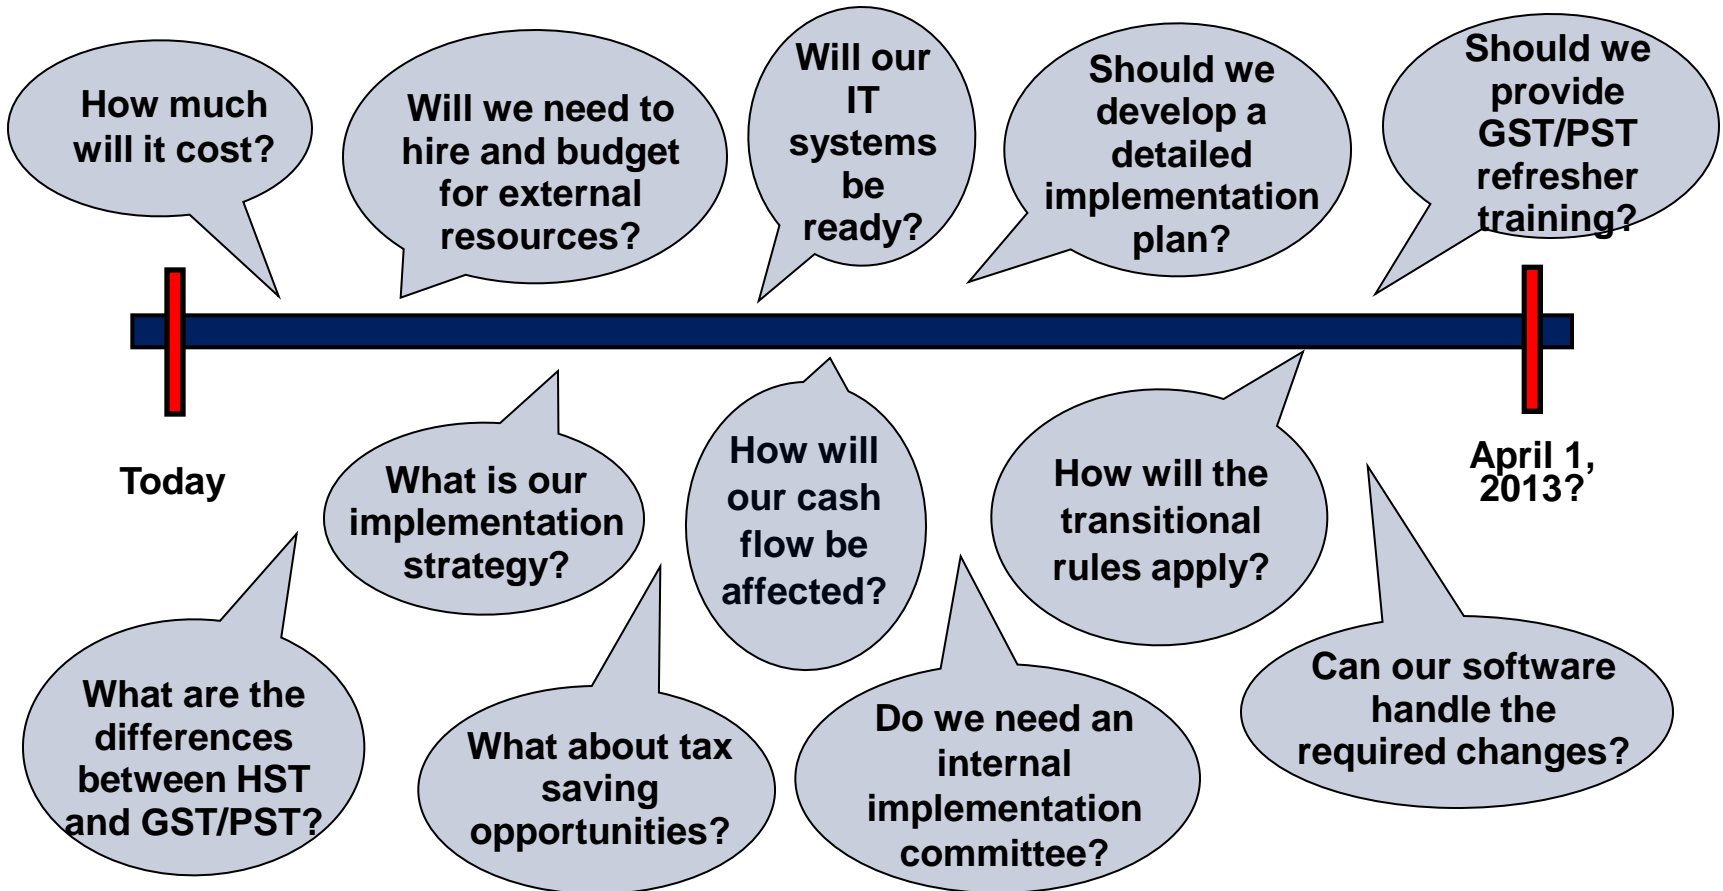 How much
will it cost?
Will we need to
hire and budget
for external
resources?
Will our
IT
systems
be
ready?
Should we
develop a
detailed
implementation
plan?
Should we
provide
GST/PST
refresher
training?
Today
April 1,
2013?
What is our
implementation
strategy?
How will
our cash
flow be
affected?
How will the
transitional
rules apply?
What are the
differences
between HST
and GST/PST?
What about tax
saving
opportunities?
Do we need an
internal
implementation
committee?
Can our software
handle the
required changes?